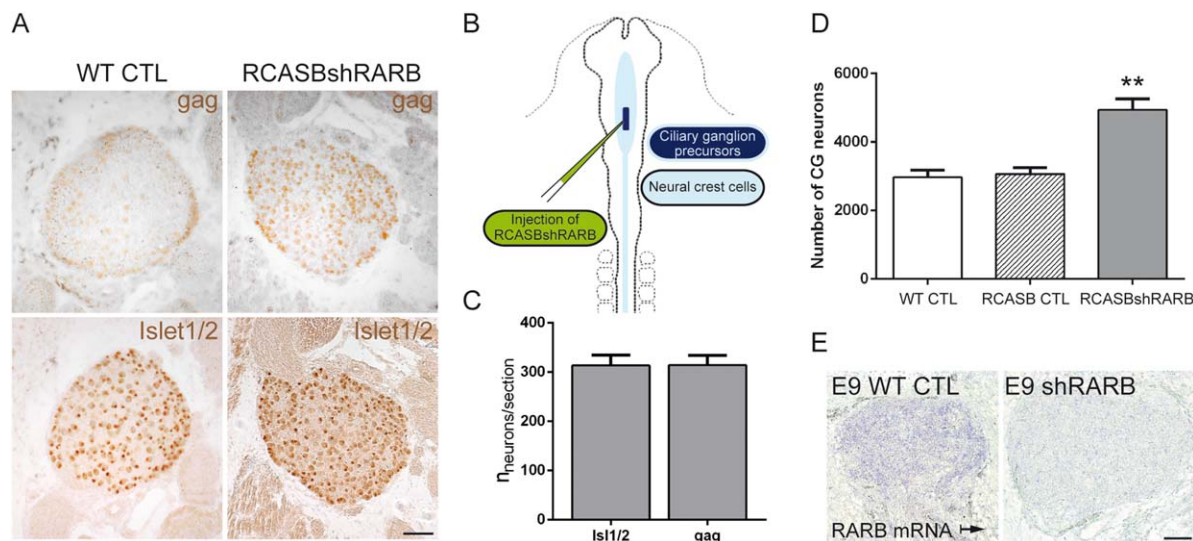 A
WT CTL
RCASBshRARB
gag
gag
Islet1/2
Islet1/2
B
Ciliary ganglion
precursors
Neural crest cells
Injection of
RCASBshRARB
C
nneurons/section
400
300
200
100
0
Isl1/2
gag
D
Number of CG neurons
6000
4000
2000
0
**
WT CTL
RCASB CTL
RCASBshRARB
E
E9 WT CTL
E9 shRARB
RARB mRNA